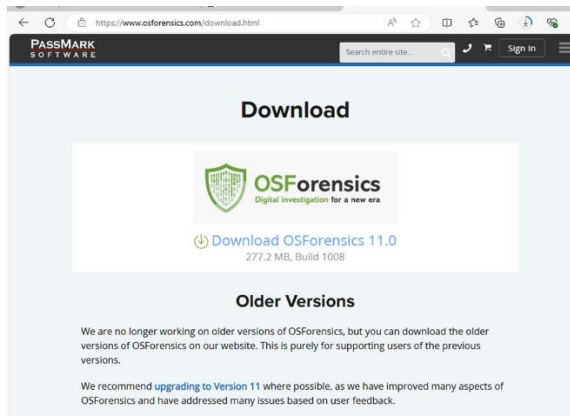 https://www.osforensics.com/download.html
PASSMARK
SOFTWARE
Search entire site...
Sign In
Download
OSForensics
Digital investigation for a new era
Download OSForensics 11.0
277.2 MB, Build 1008
Older Versions
We are no longer working on older versions of OSForensics, but you can download the older
versions of OSForensics on our website. This is purely for supporting users of the previous
versions.
We recommend upgrading to Version 11 where possible, as we have improved many aspects of
OSForensics and have addressed many issues based on user feedback.